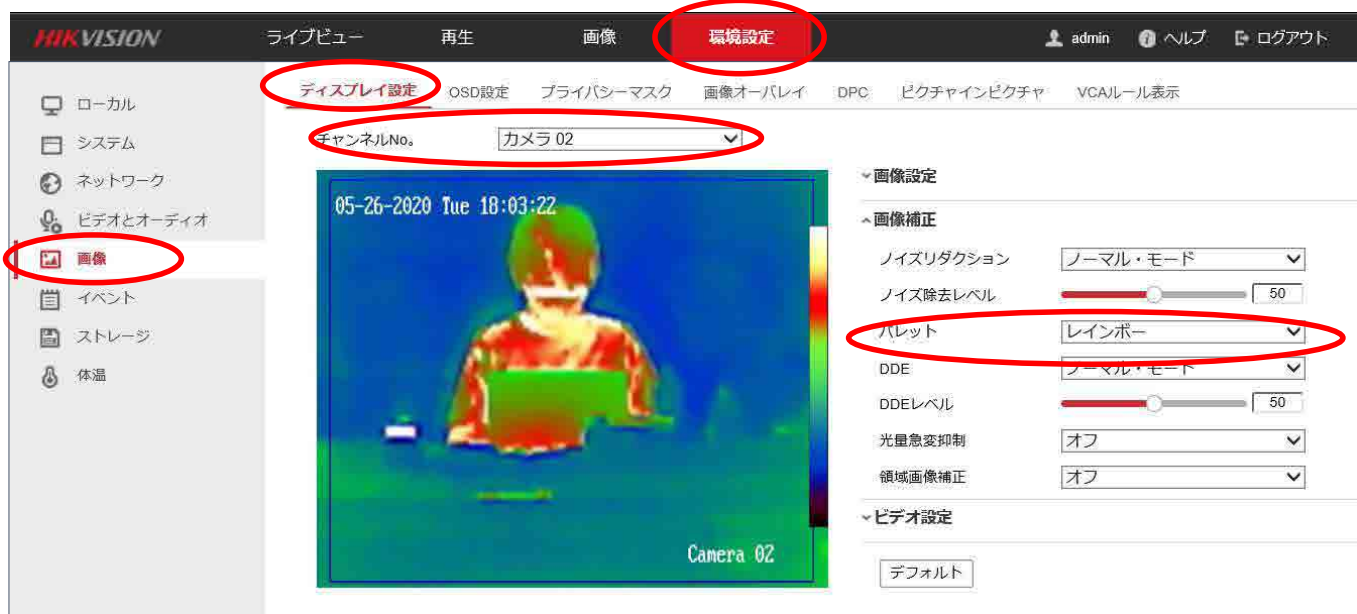 HIKVISION ライブビュー 再生 画像 環境設定 admin ヘルプ ログアウト
ローカル
システム
ネットワーク
ビデオとオーディオ
画像
イベント
ストレージ
体温
ディスプレイ設定 OSD設定 プライバシーマスク 画像オーバレイ DPC ピクチャインピクチャ VCAルール表示
チャンネルNo。 カメラ 02
05-26-2020 Tue 18:03:22
Camera 02
画像設定
画像補正
ノイズリダクション ノーマル・モード
ノイズ除去レベル 50
パレット レインボー
DDE ノーマル・モード
DDEレベル 50
光量急変抑制 オフ
領域画像補正 オフ
ビデオ設定
デフォルト